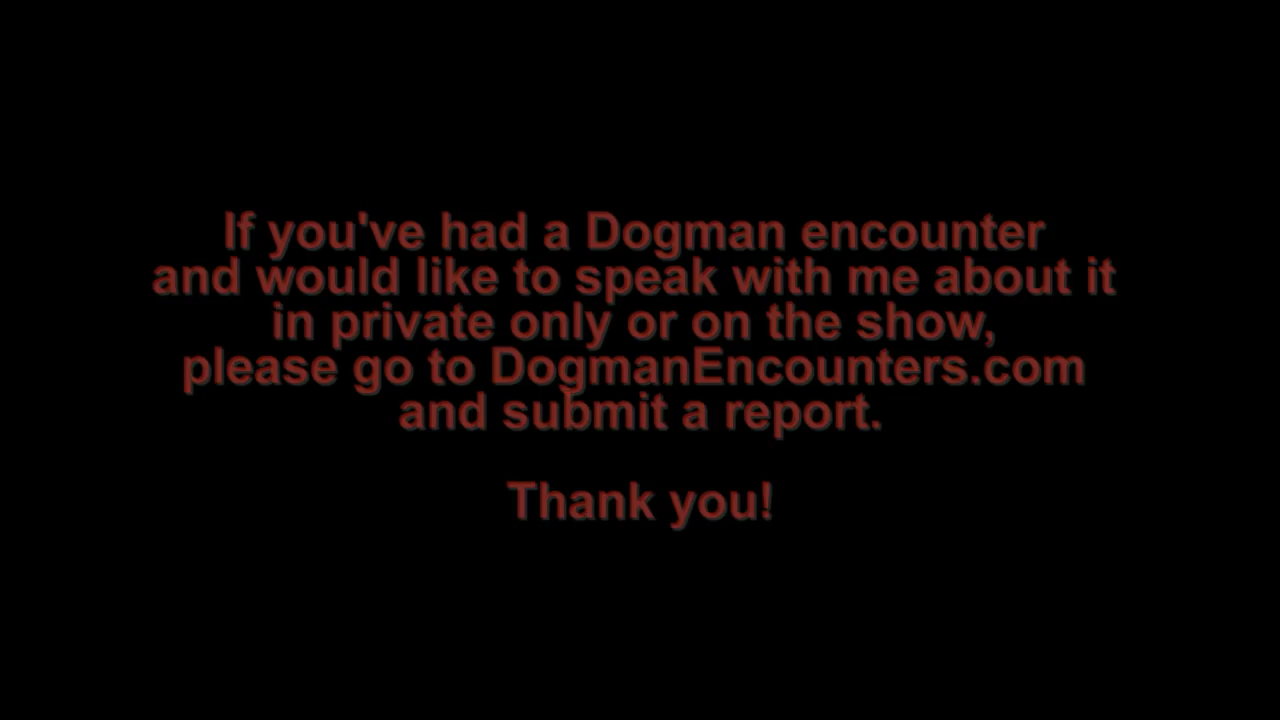 If you've had a Dogman encounter
and would like to speak with me about it
in private only or on the show,
please go to DogmanEncounters.com
and submit a report.
Thank you!